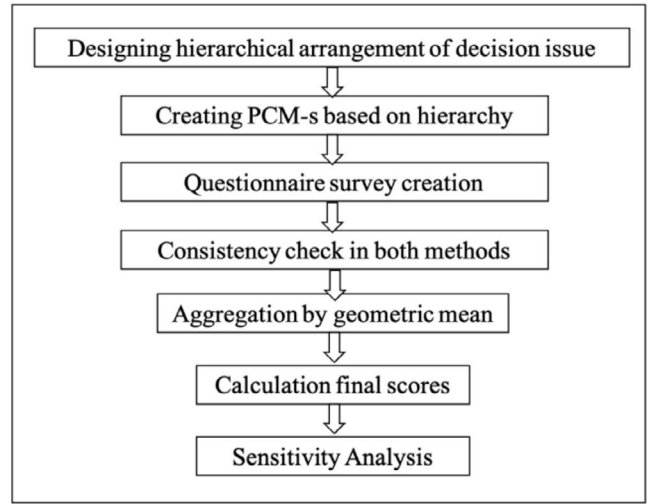 Designing hierarchical arrangement of decision issue
Creating PCM-s based on hierarchy
Questionnaire survey creation
Consistency check in both methods
Aggregation by geometric mean
Calculation final scores
Sensitivity Analysis